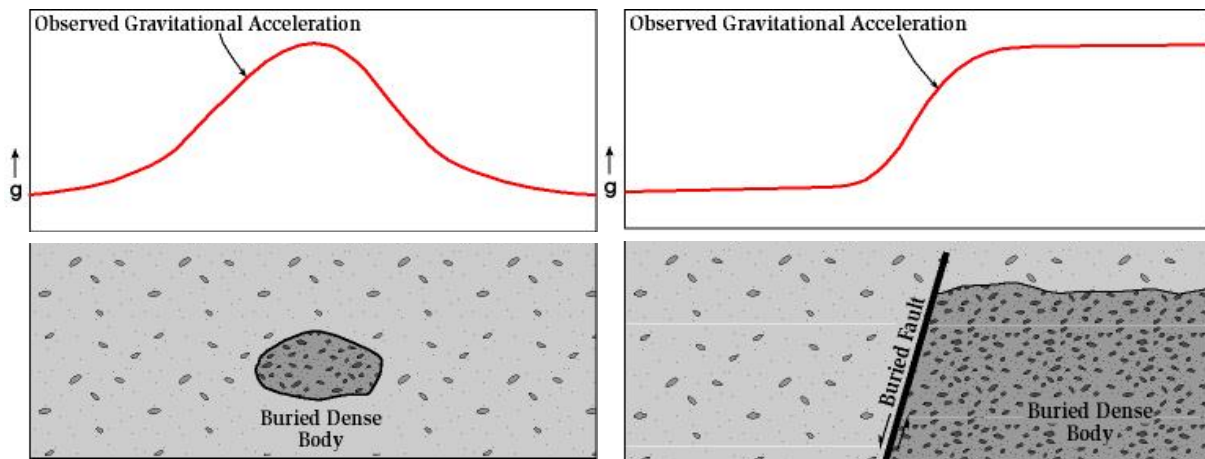 Observed Gravitational Acceleration
g
Buried Dense
Body
Observed Gravitational Acceleration
g
Buried Fault
Buried Dense
Body